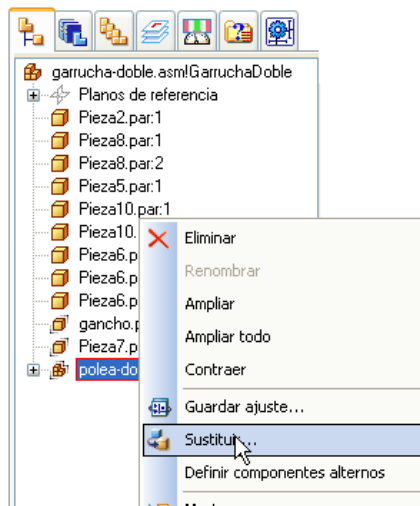 garrucha-doble.asm!GarruchaDoble
Planos de referencia
Pieza2.par:1
Pieza8.par:1
Pieza8.par:2
Pieza5.par:1
Pieza10.par:1
Pieza10.
Pieza6.p
Pieza6.p
Pieza6.p
gancho.p
Pieza7.p
polea-do
Eliminar
Renombrar
Ampliar
Ampliar todo
Contraer
Guardar ajuste...
Sustituir...
Definir componentes alternos